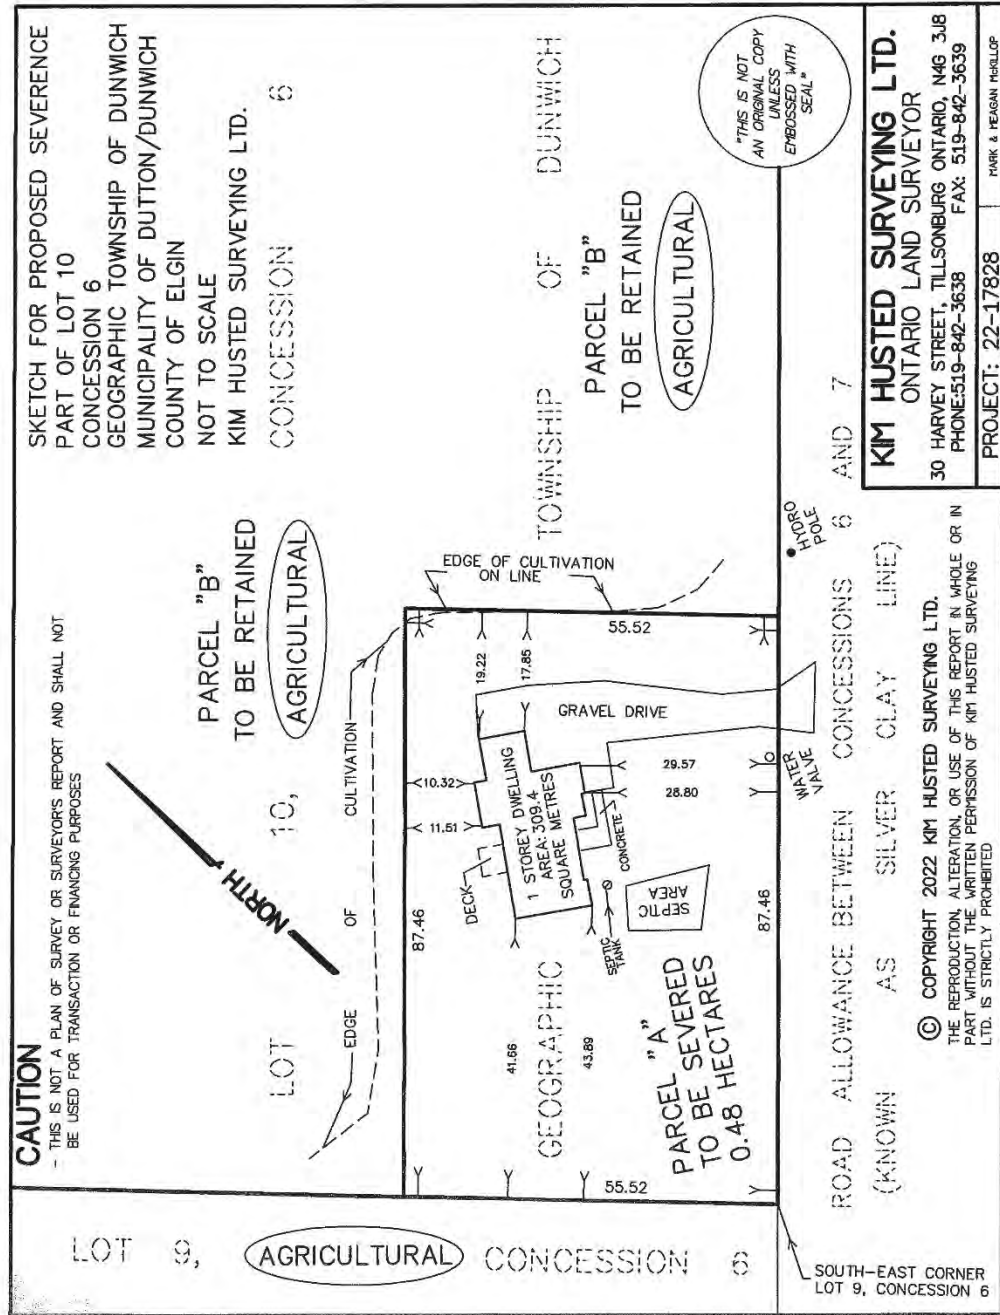 CAUTION
- THIS IS NOT A PLAN OF SURVEY OR SURVEYOR'S REPORT AND SHALL NOT
BE USED FOR TRANSACTION OR FINANCING PURPOSES
SKETCH FOR PROPOSED SEVERENCE
PART OF LOT 10
CONCESSION 6
GEOGRAPHIC TOWNSHIP OF DUNWICH
MUNICIPALITY OF DUTTON/DUNWICH
COUNTY OF ELGIN
NOT TO SCALE
KIM HUSTED SURVEYING LTD.
NORTH
PARCEL "B"
TO BE RETAINED
AGRICULTURAL
LOT 10, CONCESSION 6
EDGE OF CULTIVATION
LOT 9, CONCESSION 6
AGRICULTURAL
EDGE OF CULTIVATION
ON LINE
GEOGRAPHIC TOWNSHIP OF DUNWICH
PARCEL "B"
TO BE RETAINED
AGRICULTURAL
87.46
55.52
11.51
10.32
19.22
17.85
DECK
1 STOREY DWELLING
AREA:309.4
SQUARE METRES
GRAVEL DRIVE
41.66
43.89
SEPTIC
TANK
CONCRETE
29.57
28.80
SEPTIC
AREA
PARCEL "A"
TO BE SEVERED
0.48 HECTARES
55.52
87.46
WATER
VALVE
HYDRO
POLE
"THIS IS NOT
AN ORIGINAL COPY
UNLESS
EMBOSSED WITH
SEAL"
SOUTH-EAST CORNER
LOT 9, CONCESSION 6
ROAD ALLOWANCE BETWEEN CONCESSIONS 6 AND 7
(KNOWN AS SILVER CLAY LINE)
© COPYRIGHT 2022 KIM HUSTED SURVEYING LTD.
THE REPRODUCTION, ALTERATION, OR USE OF THIS REPORT IN WHOLE OR IN
PART WITHOUT THE WRITTEN PERMISSION OF KIM HUSTED SURVEYING
LTD. IS STRICTLY PROHIBITED
KIM HUSTED SURVEYING LTD.
ONTARIO LAND SURVEYOR
30 HARVEY STREET, TILLSONBURG ONTARIO, N4G 3J8
PHONE:519-842-3638 FAX: 519-842-3639
PROJECT: 22-17828
MARK & MEAGAN McKILLOP